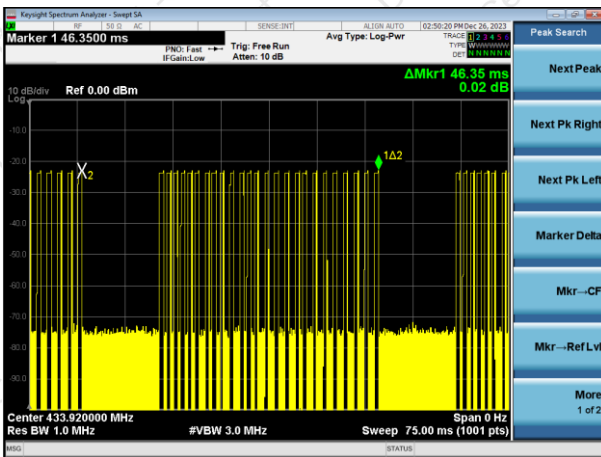 Keysight Spectrum Analyzer - Swept SA
RF 50 Ω AC SENSE:INT ALIGN AUTO 02:50:20 PM Dec 26, 2023
Marker 1 46.3500 ms
PNO: Fast
IFGain:Low
Trig: Free Run
Atten: 10 dB
Avg Type: Log-Pwr
TRACE 1 2 3 4 5 6
TYPE WWWWWW
DET NNNNNN
ΔMkr1 46.35 ms
0.02 dB
10 dB/div Ref 0.00 dBm
Log
-10.0
-20.0
-30.0
-40.0
-50.0
-60.0
-70.0
-80.0
-90.0
1Δ2
X2
Center 433.920000 MHz
Span 0 Hz
Res BW 1.0 MHz
#VBW 3.0 MHz
Sweep 75.00 ms (1001 pts)
MSG
STATUS
Peak Search
Next Peak
Next Pk Right
Next Pk Left
Marker Delta
Mkr→CF
Mkr→Ref Lvl
More
1 of 2